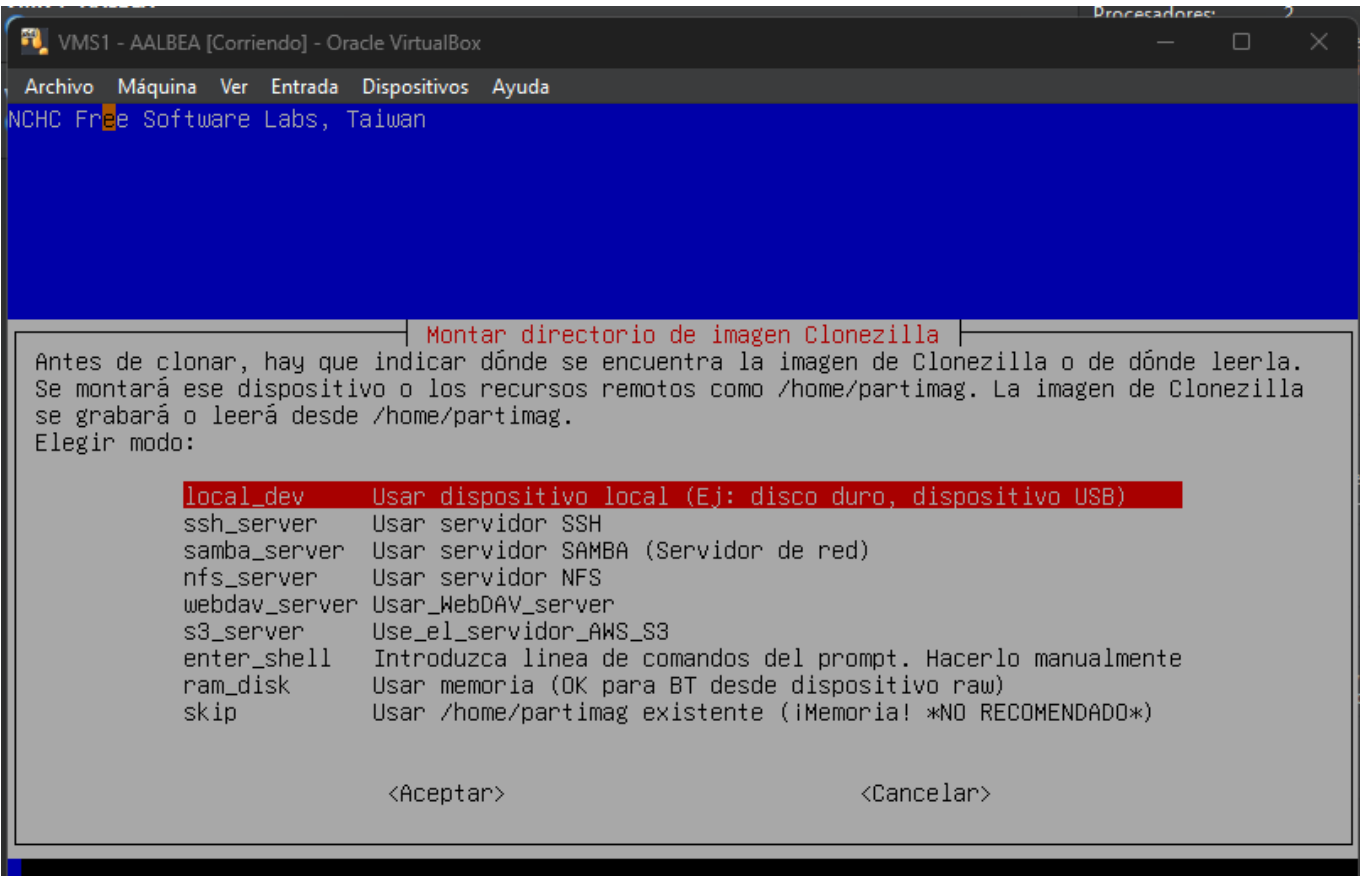 Procesadores: 2
VMS1 - AALBEA [Corriendo] - Oracle VirtualBox
Archivo Máquina Ver Entrada Dispositivos Ayuda
NCHC Free Software Labs, Taiwan
Montar directorio de imagen Clonezilla
Antes de clonar, hay que indicar dónde se encuentra la imagen de Clonezilla o de dónde leerla.
Se montará ese dispositivo o los recursos remotos como /home/partimag. La imagen de Clonezilla
se grabará o leerá desde /home/partimag.
Elegir modo:
local_dev Usar dispositivo local (Ej: disco duro, dispositivo USB)
ssh_server Usar servidor SSH
samba_server Usar servidor SAMBA (Servidor de red)
nfs_server Usar servidor NFS
webdav_server Usar_WebDAV_server
s3_server Use_el_servidor_AWS_S3
enter_shell Introduzca linea de comandos del prompt. Hacerlo manualmente
ram_disk Usar memoria (OK para BT desde dispositivo raw)
skip Usar /home/partimag existente (¡Memoria! *NO RECOMENDADO*)
<Aceptar> <Cancelar>